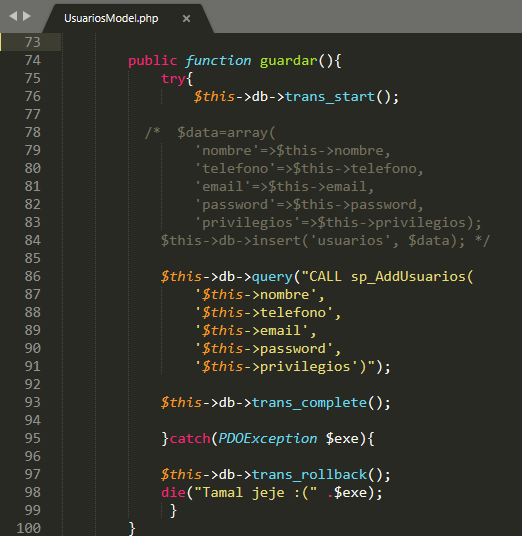 UsuariosModel.php ×
73
74 public function guardar(){
75 try{
76 $this->db->trans_start();
77
78 /* $data=array(
79 'nombre'=>$this->nombre,
80 'telefono'=>$this->telefono,
81 'email'=>$this->email,
82 'password'=>$this->password,
83 'privilegios'=>$this->privilegios);
84 $this->db->insert('usuarios', $data); */
85
86 $this->db->query("CALL sp_AddUsuarios(
87 '$this->nombre',
88 '$this->telefono',
89 '$this->email',
90 '$this->password',
91 '$this->privilegios')");
92
93 $this->db->trans_complete();
94
95 }catch(PDOException $exe){
96
97 $this->db->trans_rollback();
98 die("Tamal jeje :(" .$exe);
99 }
100 }